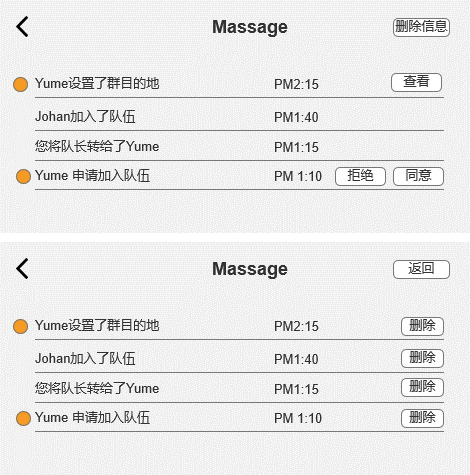 Massage 删除信息
Yume设置了群目的地 PM2:15 查看
Johan加入了队伍 PM1:40
您将队长转给了Yume PM1:15
Yume 申请加入队伍 PM 1:10 拒绝 同意
Massage 返回
Yume设置了群目的地 PM2:15 删除
Johan加入了队伍 PM1:40 删除
您将队长转给了Yume PM1:15 删除
Yume 申请加入队伍 PM 1:10 删除